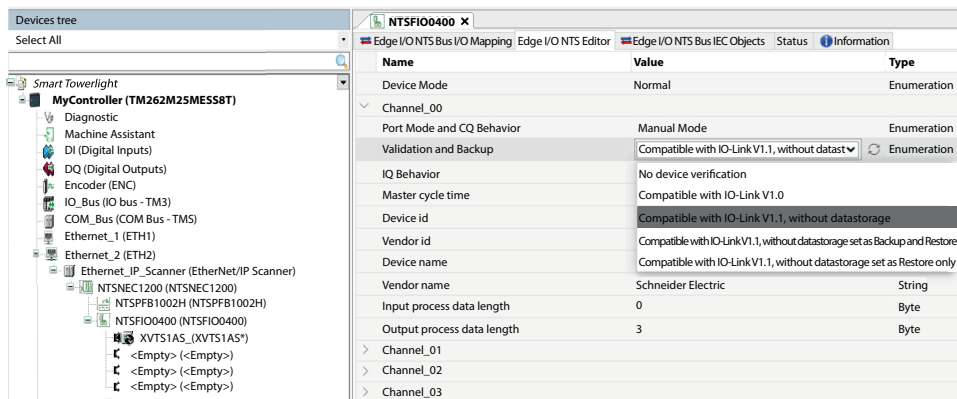 Devices tree
Select All
Smart Towerlight
MyController (TM262M25MESS8T)
Diagnostic
Machine Assistant
DI (Digital Inputs)
DQ (Digital Outputs)
Encoder (ENC)
IO_Bus (IO bus - TM3)
COM_Bus (COM Bus - TMS)
Ethernet_1 (ETH1)
Ethernet_2 (ETH2)
Ethernet_IP_Scanner (EtherNet/IP Scanner)
NTSNEC1200 (NTSNEC1200)
NTSPFB1002H (NTSPFB1002H)
NTSFIO0400 (NTSFIO0400)
XVTS1AS_(XVTS1AS*)
<Empty> (<Empty>)
<Empty> (<Empty>)
<Empty> (<Empty>)
NTSFIO0400
Edge I/O NTS Bus I/O Mapping Edge I/O NTS Editor Edge I/O NTS Bus IEC Objects Status Information
Name Value Type
Device Mode Normal Enumeration
Channel_00
Port Mode and CQ Behavior Manual Mode Enumeration
Validation and Backup Compatible with IO-Link V1.1, without datast Enumeration
IQ Behavior No device verification
Master cycle time Compatible with IO-Link V1.0
Device id Compatible with IO-Link V1.1, without datastorage
Vendor id Compatible with IO-Link V1.1, without datastorage set as Backup and Restore
Device name Compatible with IO-Link V1.1, without datastorage set as Restore only
Vendor name Schneider Electric String
Input process data length 0 Byte
Output process data length 3 Byte
Channel_01
Channel_02
Channel_03